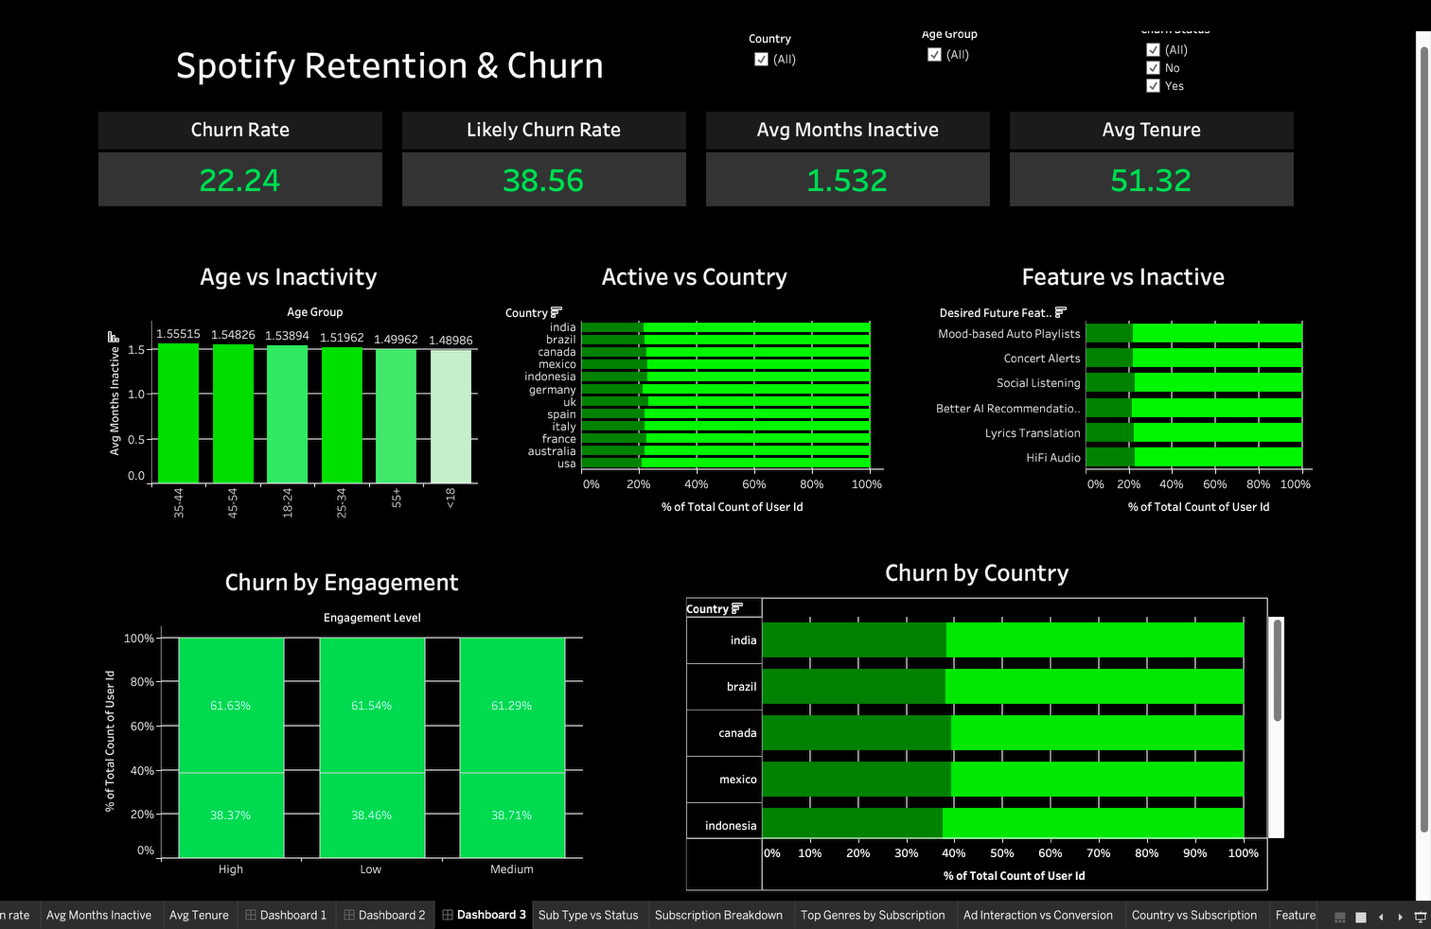 Spotify Retention & Churn
Country
(All)
Age Group
(All)
Churn Status
(All)
No
Yes
Churn Rate
22.24
Likely Churn Rate
38.56
Avg Months Inactive
1.532
Avg Tenure
51.32
Age vs Inactivity
Age Group
Avg Months Inactive
1.5
1.0
0.5
0.0
1.55515 1.54826 1.53894 1.51962 1.49962 1.48986
35-44 45-54 18-24 25-34 55+ <18
Active vs Country
Country
india
brazil
canada
mexico
indonesia
germany
uk
spain
italy
france
australia
usa
0% 20% 40% 60% 80% 100%
% of Total Count of User Id
Feature vs Inactive
Desired Future Feat..
Mood-based Auto Playlists
Concert Alerts
Social Listening
Better AI Recommendatio..
Lyrics Translation
HiFi Audio
0% 20% 40% 60% 80% 100%
% of Total Count of User Id
Churn by Engagement
Engagement Level
% of Total Count of User Id
100%
80%
60%
40%
20%
0%
61.63% 61.54% 61.29%
38.37% 38.46% 38.71%
High Low Medium
Churn by Country
Country
india
brazil
canada
mexico
indonesia
0% 10% 20% 30% 40% 50% 60% 70% 80% 90% 100%
% of Total Count of User Id
n rate Avg Months Inactive Avg Tenure Dashboard 1 Dashboard 2 Dashboard 3 Sub Type vs Status Subscription Breakdown Top Genres by Subscription Ad Interaction vs Conversion Country vs Subscription Feature